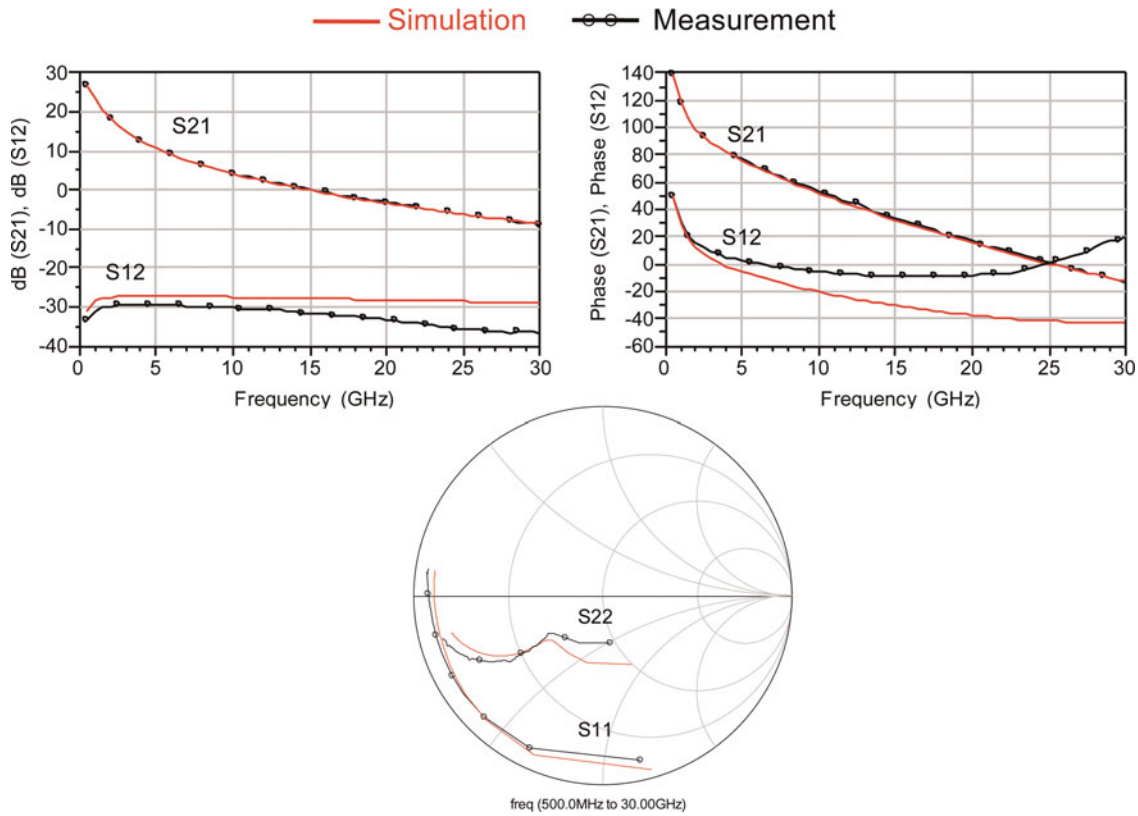 Simulation Measurement
dB (S21), dB (S12)
30
20
10
0
-10
-20
-30
-40
S21
S12
0 5 10 15 20 25 30
Frequency (GHz)
Phase (S21), Phase (S12)
140
120
100
80
60
40
20
0
-20
-40
-60
S21
S12
0 5 10 15 20 25 30
Frequency (GHz)
S22
S11
freq (500.0MHz to 30.00GHz)